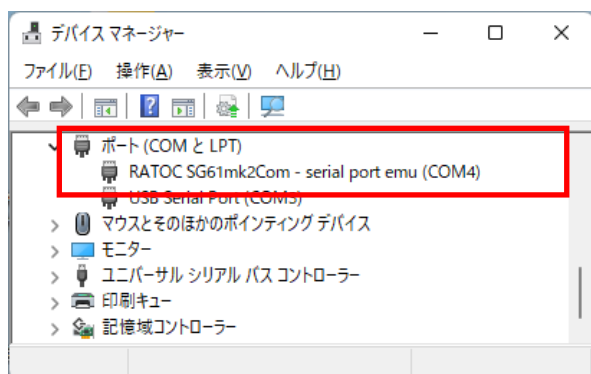 デバイス マネージャー
ファイル(F) 操作(A) 表示(V) ヘルプ(H)
ポート (COM と LPT)
RATOC SG61mk2Com - serial port emu (COM4)
USB Serial Port (COM3)
マウスとそのほかのポインティング デバイス
モニター
ユニバーサル シリアル バス コントローラー
印刷キュー
記憶域コントローラー